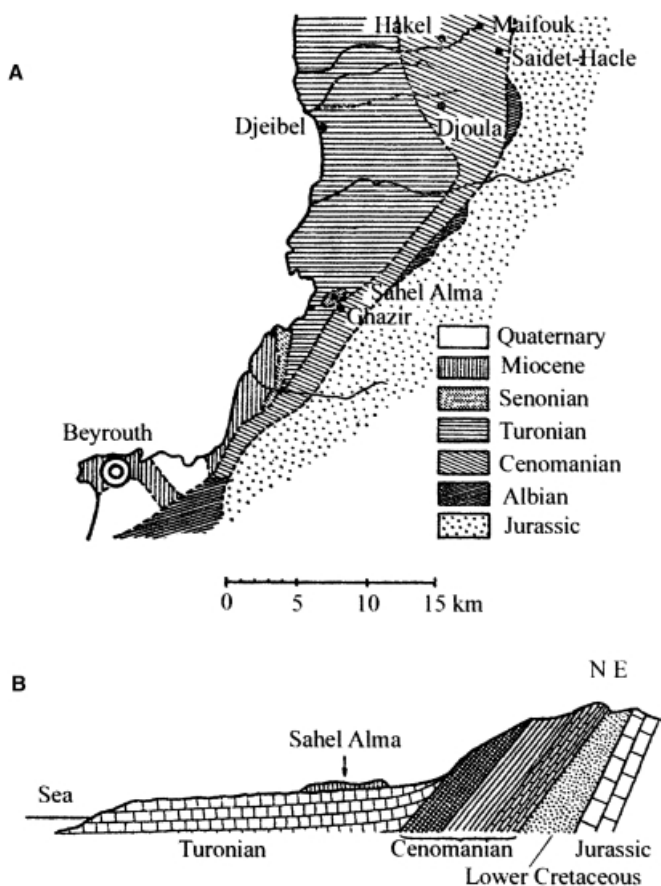 A
Hakel
Maifouk
Saidet-Hacle
Djeibel
Djoula
Sahel Alma
Ghazir
Beyrouth
Quaternary
Miocene
Senonian
Turonian
Cenomanian
Albian
Jurassic
0 5 10 15 km
B
N E
Sahel Alma
Sea
Turonian
Cenomanian
Jurassic
Lower Cretaceous